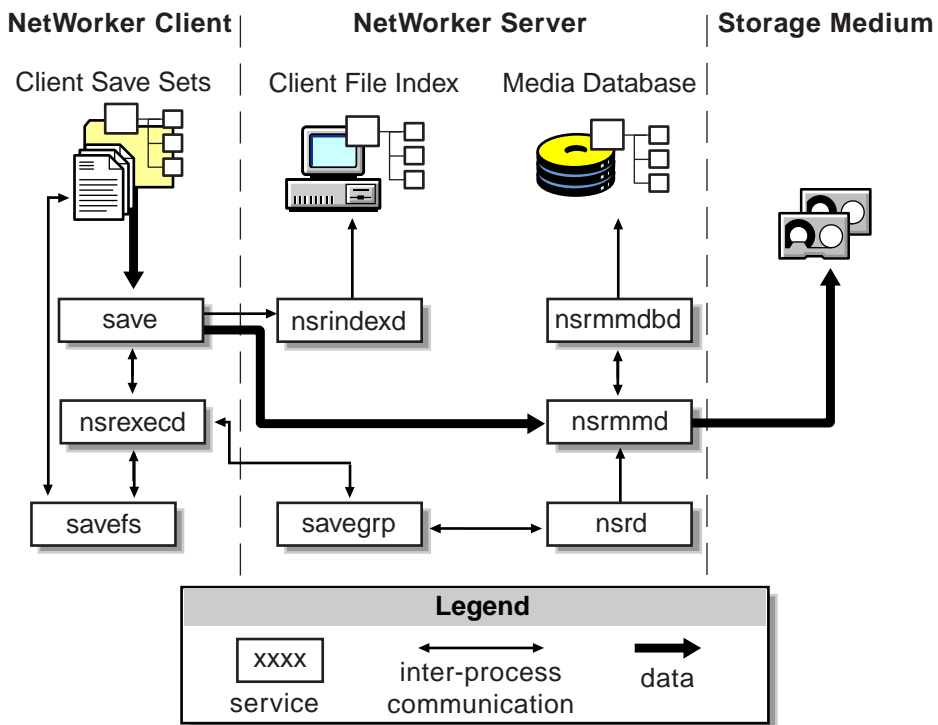 NetWorker Client
NetWorker Server
Storage Medium
Client Save Sets
Client File Index
Media Database
save
nsrindexd
nsrmmdbd
nsrexecd
nsrmmd
savefs
savegrp
nsrd
Legend
xxxx
service
inter-process
communication
data